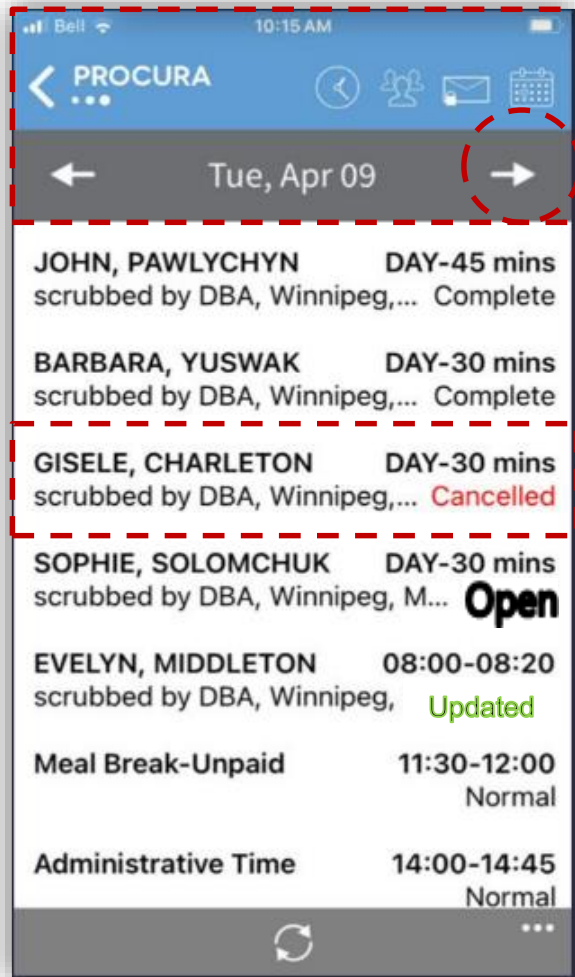 Bell 10:15 AM
PROCURA
Tue, Apr 09
JOHN, PAWLYCHYN DAY-45 mins
scrubbed by DBA, Winnipeg,... Complete
BARBARA, YUSWAK DAY-30 mins
scrubbed by DBA, Winnipeg,... Complete
GISELE, CHARLETON DAY-30 mins
scrubbed by DBA, Winnipeg,... Cancelled
SOPHIE, SOLOMCHUK DAY-30 mins
scrubbed by DBA, Winnipeg, M... Open
EVELYN, MIDDLETON 08:00-08:20
scrubbed by DBA, Winnipeg, Updated
Meal Break-Unpaid 11:30-12:00
Normal
Administrative Time 14:00-14:45
Normal